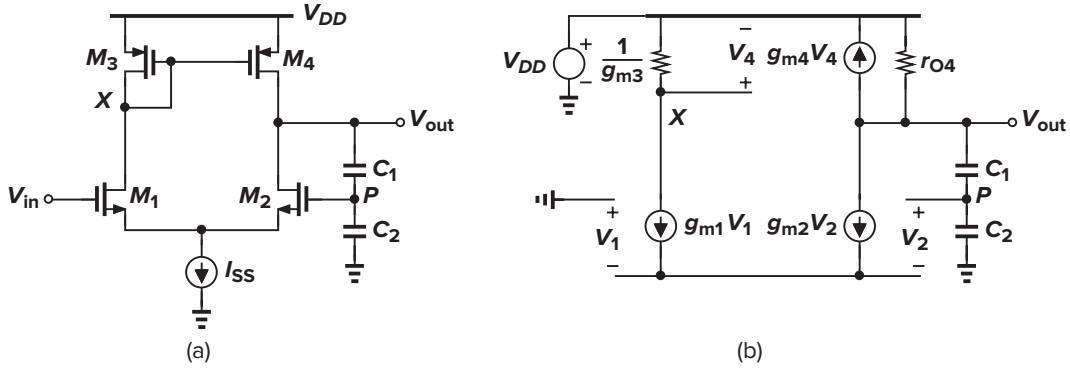 V_DD
M_3
M_4
X
V_out
C_1
V_in
M_1
M_2
P
C_2
I_SS
(a)
V_DD
+
−
1
g_m3
−
V_4
+
g_m4V_4
r_O4
X
V_out
C_1
P
+
V_1
−
g_m1V_1
g_m2V_2
+
V_2
−
C_2
(b)